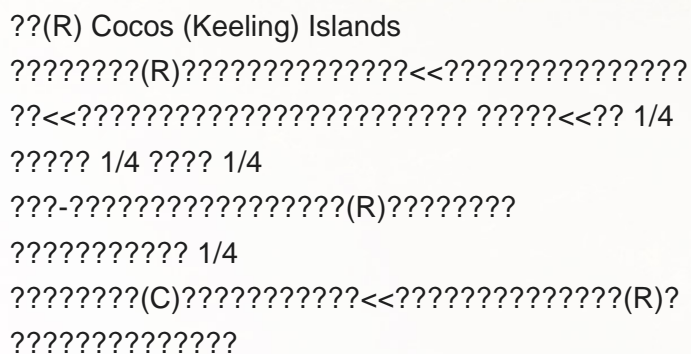 ??(R) Cocos (Keeling) Islands
????????(R)??????????????<<???????????????
??<<???????????????????????? ?????<<?? 1/4
????? 1/4 ???? 1/4
???-?????????????????(R)????????
??????????? 1/4
????????(C)???????????<<??????????????(R)?
??????????????